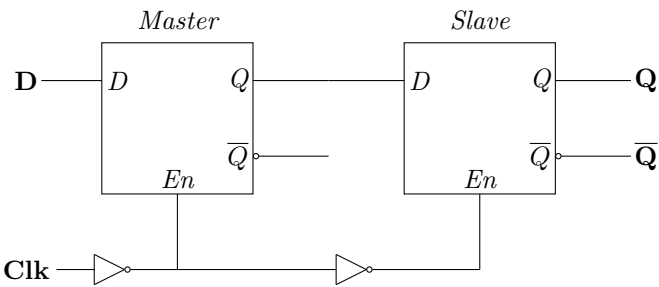 Master Slave
D D Q D Q Q
Q̅ Q̅ Q̅
En En
Clk